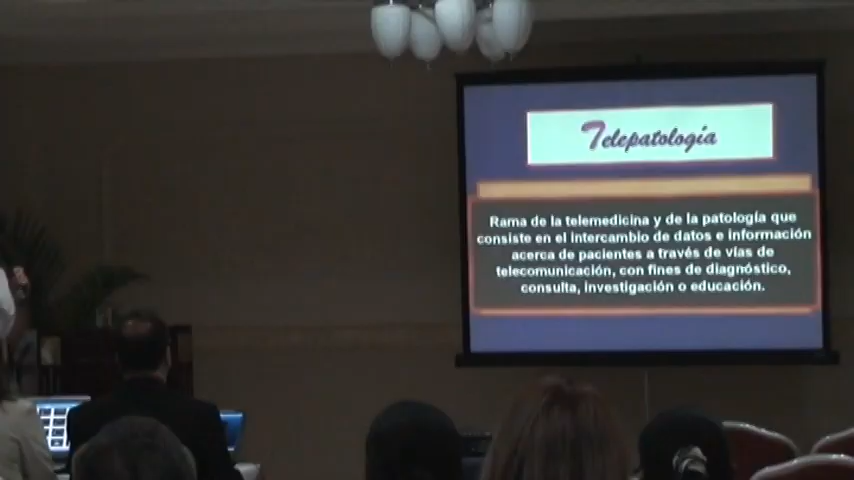 Telepatología
Rama de la telemedicina y de la patología que
consiste en el intercambio de datos e información
acerca de pacientes a través de vías de
telecomunicación, con fines de diagnóstico,
consulta, investigación o educación.